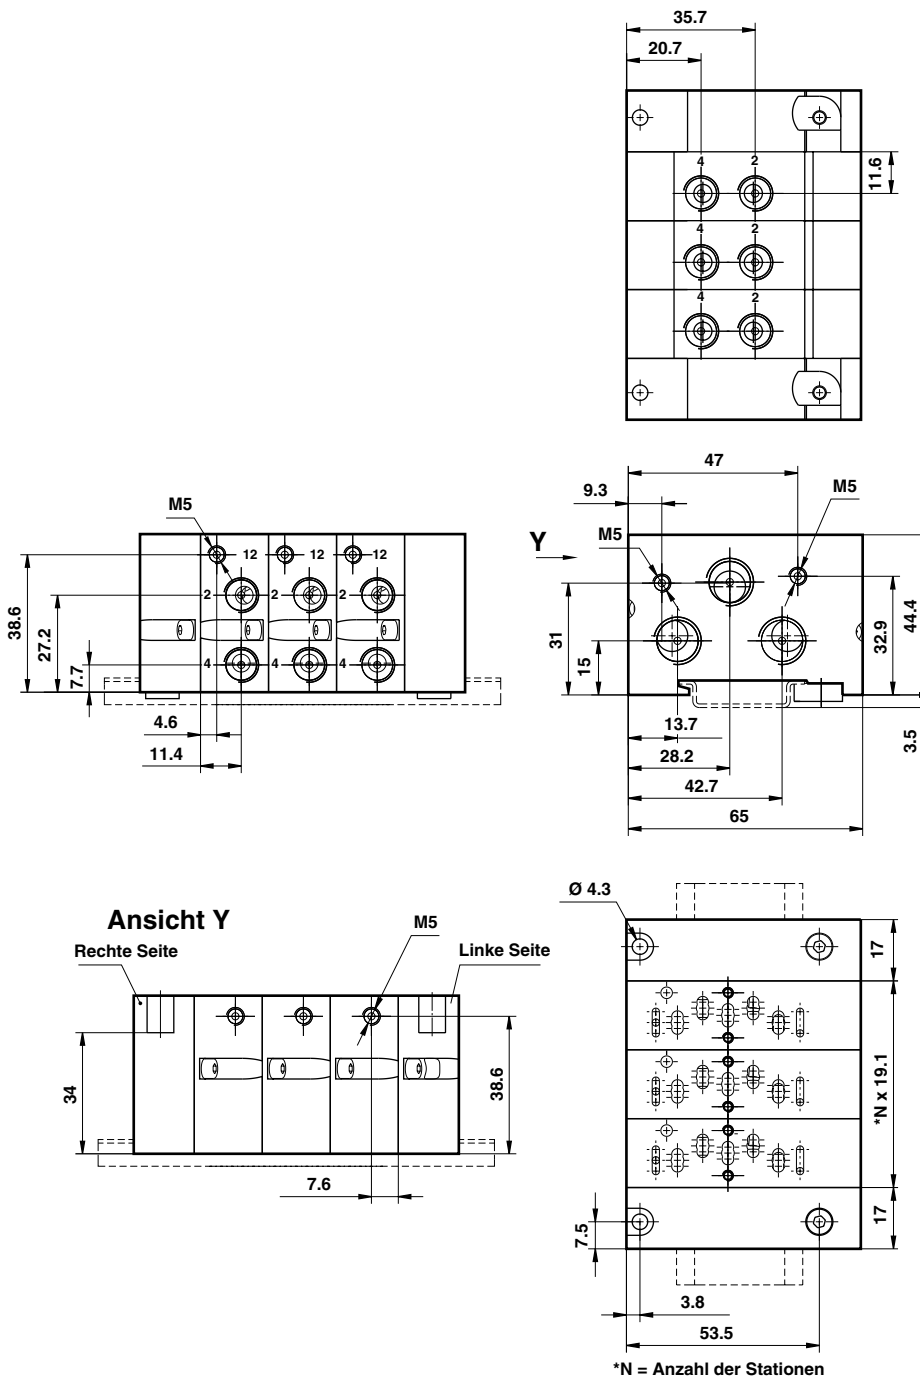 35.7
20.7
4 2
11.6
4 2
4 2
47
9.3
M5
M5
Y
31
15
32.9
44.4
3.5
13.7
28.2
42.7
65
M5
12 12 12
2 2 2
4 4 4
38.6
27.2
7.7
4.6
11.4
Ansicht Y
Rechte Seite
M5
Linke Seite
34
38.6
7.6
Ø 4.3
17
*N x 19.1
17
7.5
3.8
53.5
*N = Anzahl der Stationen